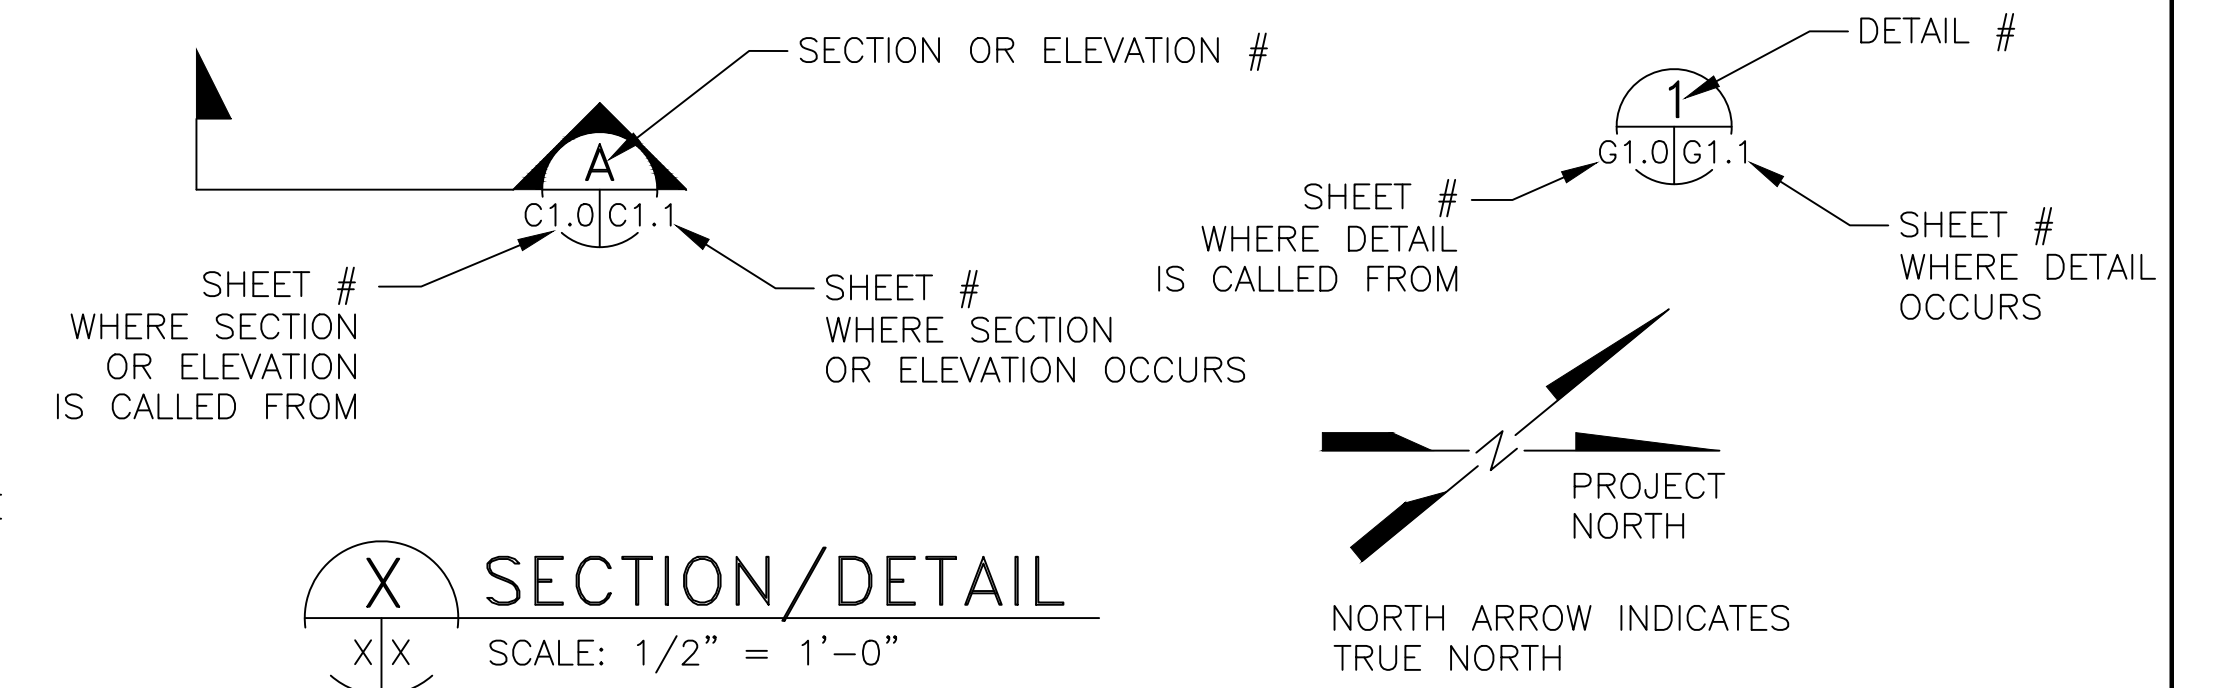 SECTION OR ELEVATION #
A
C1.0 C1.1
SHEET #
WHERE SECTION
OR ELEVATION
IS CALLED FROM
SHEET #
WHERE SECTION
OR ELEVATION OCCURS
DETAIL #
1
G1.0 G1.1
SHEET #
WHERE DETAIL
IS CALLED FROM
SHEET #
WHERE DETAIL
OCCURS
N
PROJECT
NORTH
NORTH ARROW INDICATES
TRUE NORTH
X
SECTION/DETAIL
X X
SCALE: 1/2" = 1'-0"